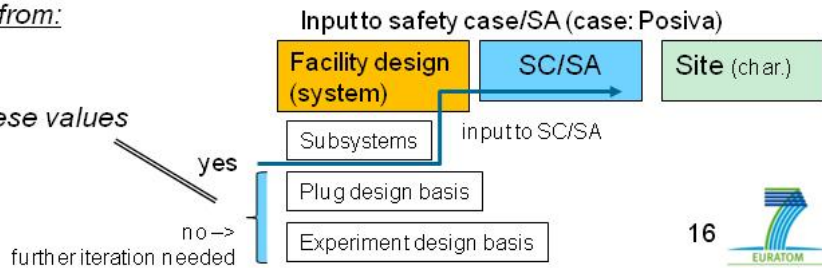 from:
Input to safety case/SA (case: Posiva)
Facility design
(system)
SC/SA
Site (char.)
ese values
Subsystems
input to SC/SA
yes
Plug design basis
no –>
further iteration needed
Experiment design basis
16
7
EURATOM